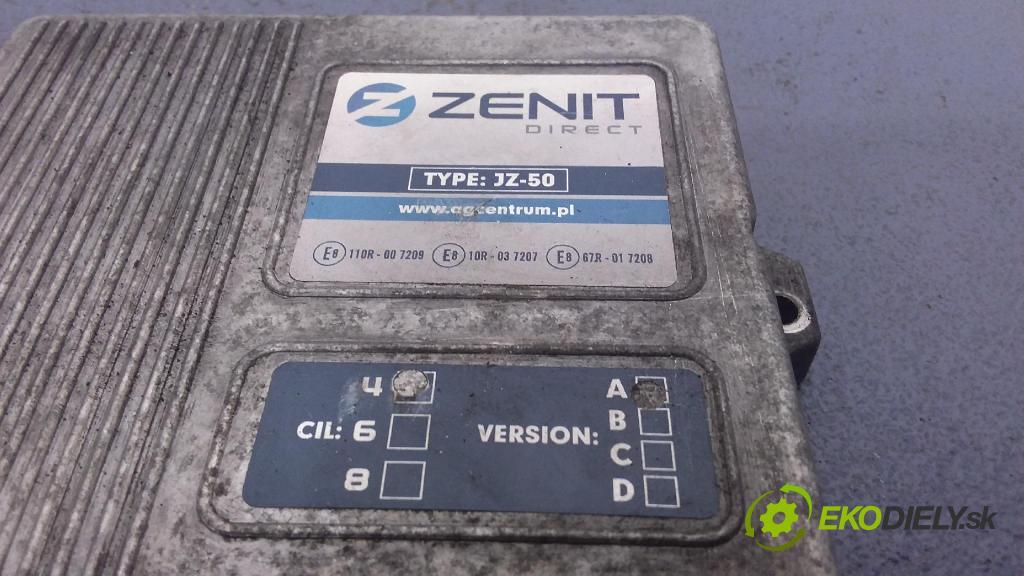 ZENIT
DIRECT
TYPE: JZ-50
www.agcentrum.pl
E8 110R - 00 7209 E8 10R - 03 7207 E8 67R - 01 7208
4
CIL: 6
8
VERSION:
A
B
C
D
EKODIELY.sk